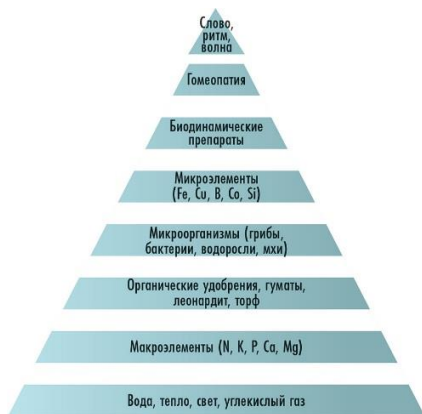 Слово,
ритм,
волна
Гомеопатия
Биодинамические
препараты
Микроэлементы
(Fe, Cu, B, Co, Si)
Микроорганизмы (грибы,
бактерии, водоросли, мхи)
Органические удобрения, гуматы,
леонардит, торф
Макроэлементы (N, K, P, Ca, Mg)
Вода, тепло, свет, углекислый газ